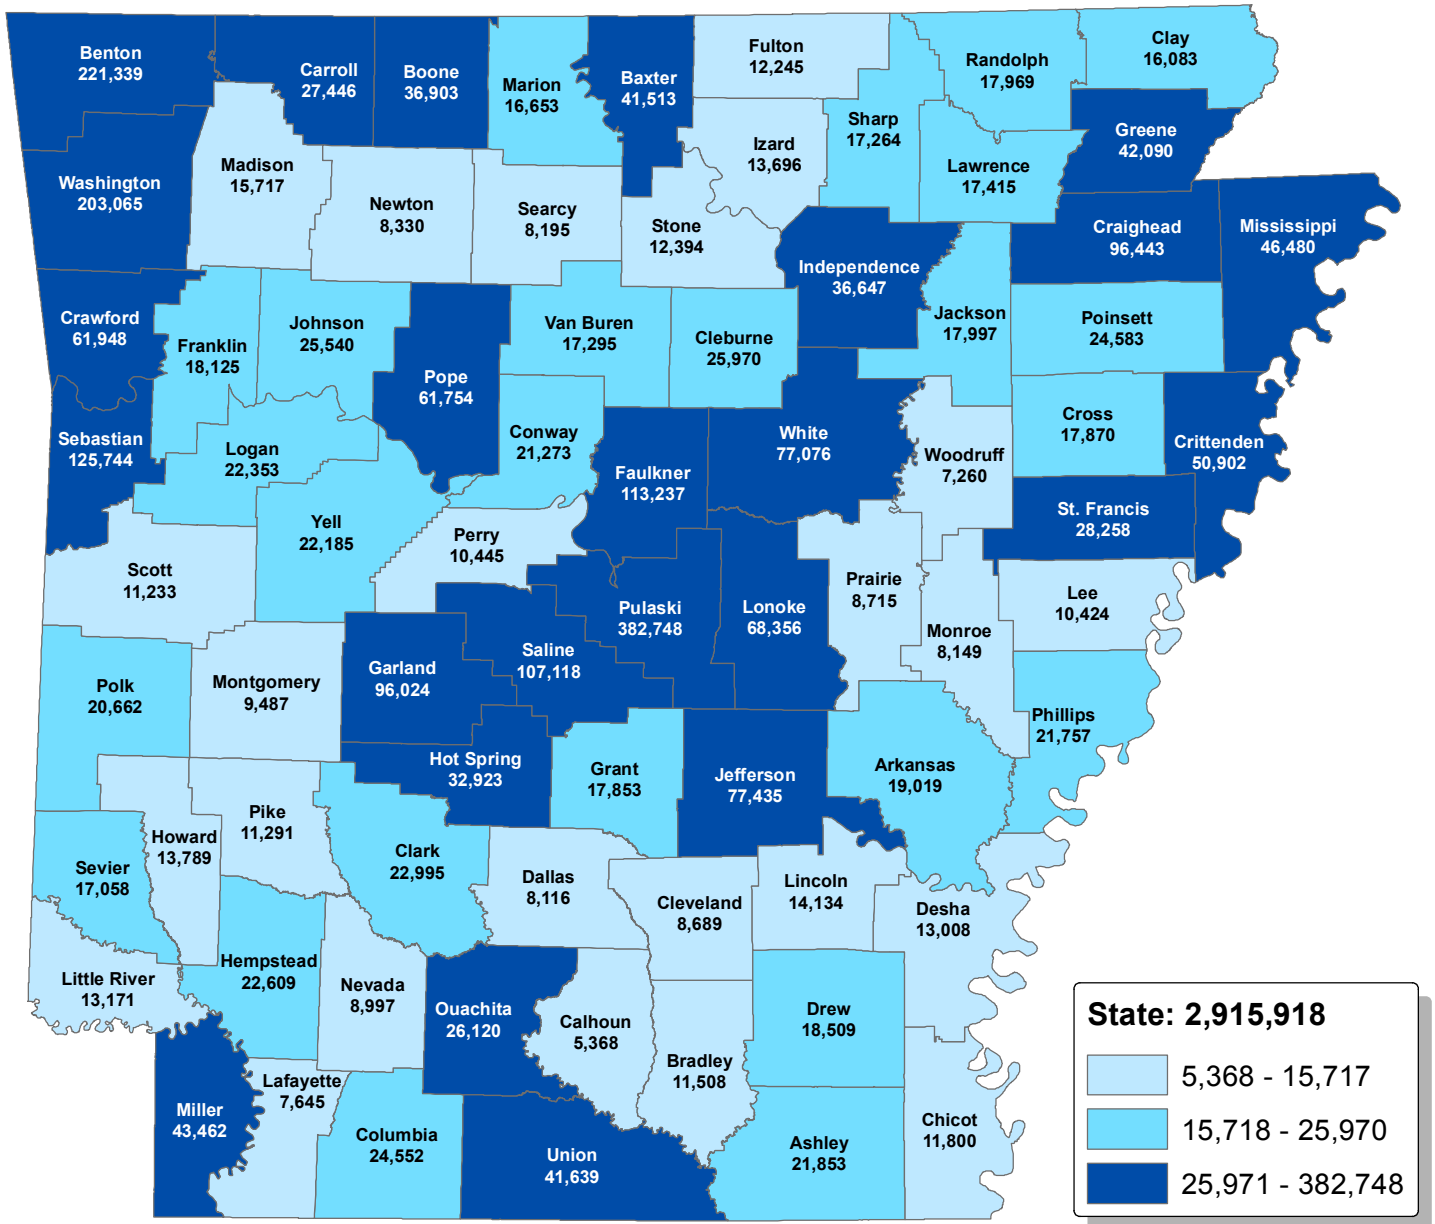 Benton
221,339
Carroll
27,446
Boone
36,903
Marion
16,653
Baxter
41,513
Fulton
12,245
Randolph
17,969
Clay
16,083
Sharp
17,264
Greene
42,090
Izard
13,696
Lawrence
17,415
Madison
15,717
Washington
203,065
Newton
8,330
Searcy
8,195
Stone
12,394
Craighead
96,443
Mississippi
46,480
Independence
36,647
Crawford
61,948
Franklin
18,125
Johnson
25,540
Van Buren
17,295
Cleburne
25,970
Jackson
17,997
Poinsett
24,583
Pope
61,754
Sebastian
125,744
Logan
22,353
Conway
21,273
Faulkner
113,237
White
77,076
Woodruff
7,260
Cross
17,870
Crittenden
50,902
Yell
22,185
Perry
10,445
St. Francis
28,258
Scott
11,233
Pulaski
382,748
Lonoke
68,356
Prairie
8,715
Monroe
8,149
Lee
10,424
Polk
20,662
Montgomery
9,487
Garland
96,024
Saline
107,118
Phillips
21,757
Hot Spring
32,923
Grant
17,853
Jefferson
77,435
Arkansas
19,019
Pike
11,291
Howard
13,789
Sevier
17,058
Clark
22,995
Dallas
8,116
Cleveland
8,689
Lincoln
14,134
Desha
13,008
Little River
13,171
Hempstead
22,609
Nevada
8,997
Ouachita
26,120
Calhoun
5,368
Bradley
11,508
Drew
18,509
Miller
43,462
Lafayette
7,645
Columbia
24,552
Union
41,639
Ashley
21,853
Chicot
11,800
State: 2,915,918
5,368 - 15,717
15,718 - 25,970
25,971 - 382,748